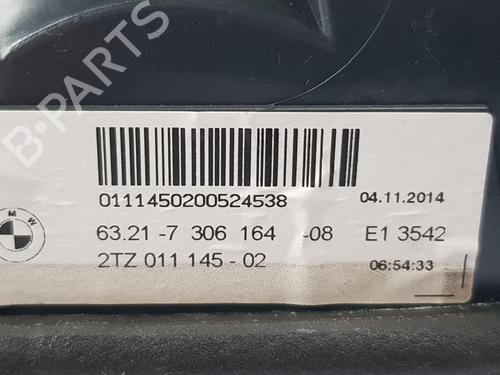 B-PARTS
0111450200524538
04.11.2014
BMW
63.21-7 306 164 -08 E1 3542
2TZ 011 145-02
06:54:33